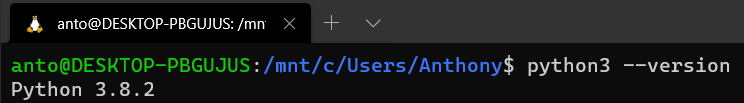 anto@DESKTOP-PBGUJUS: /mnt
anto@DESKTOP-PBGUJUS:/mnt/c/Users/Anthony$ python3 --version
Python 3.8.2